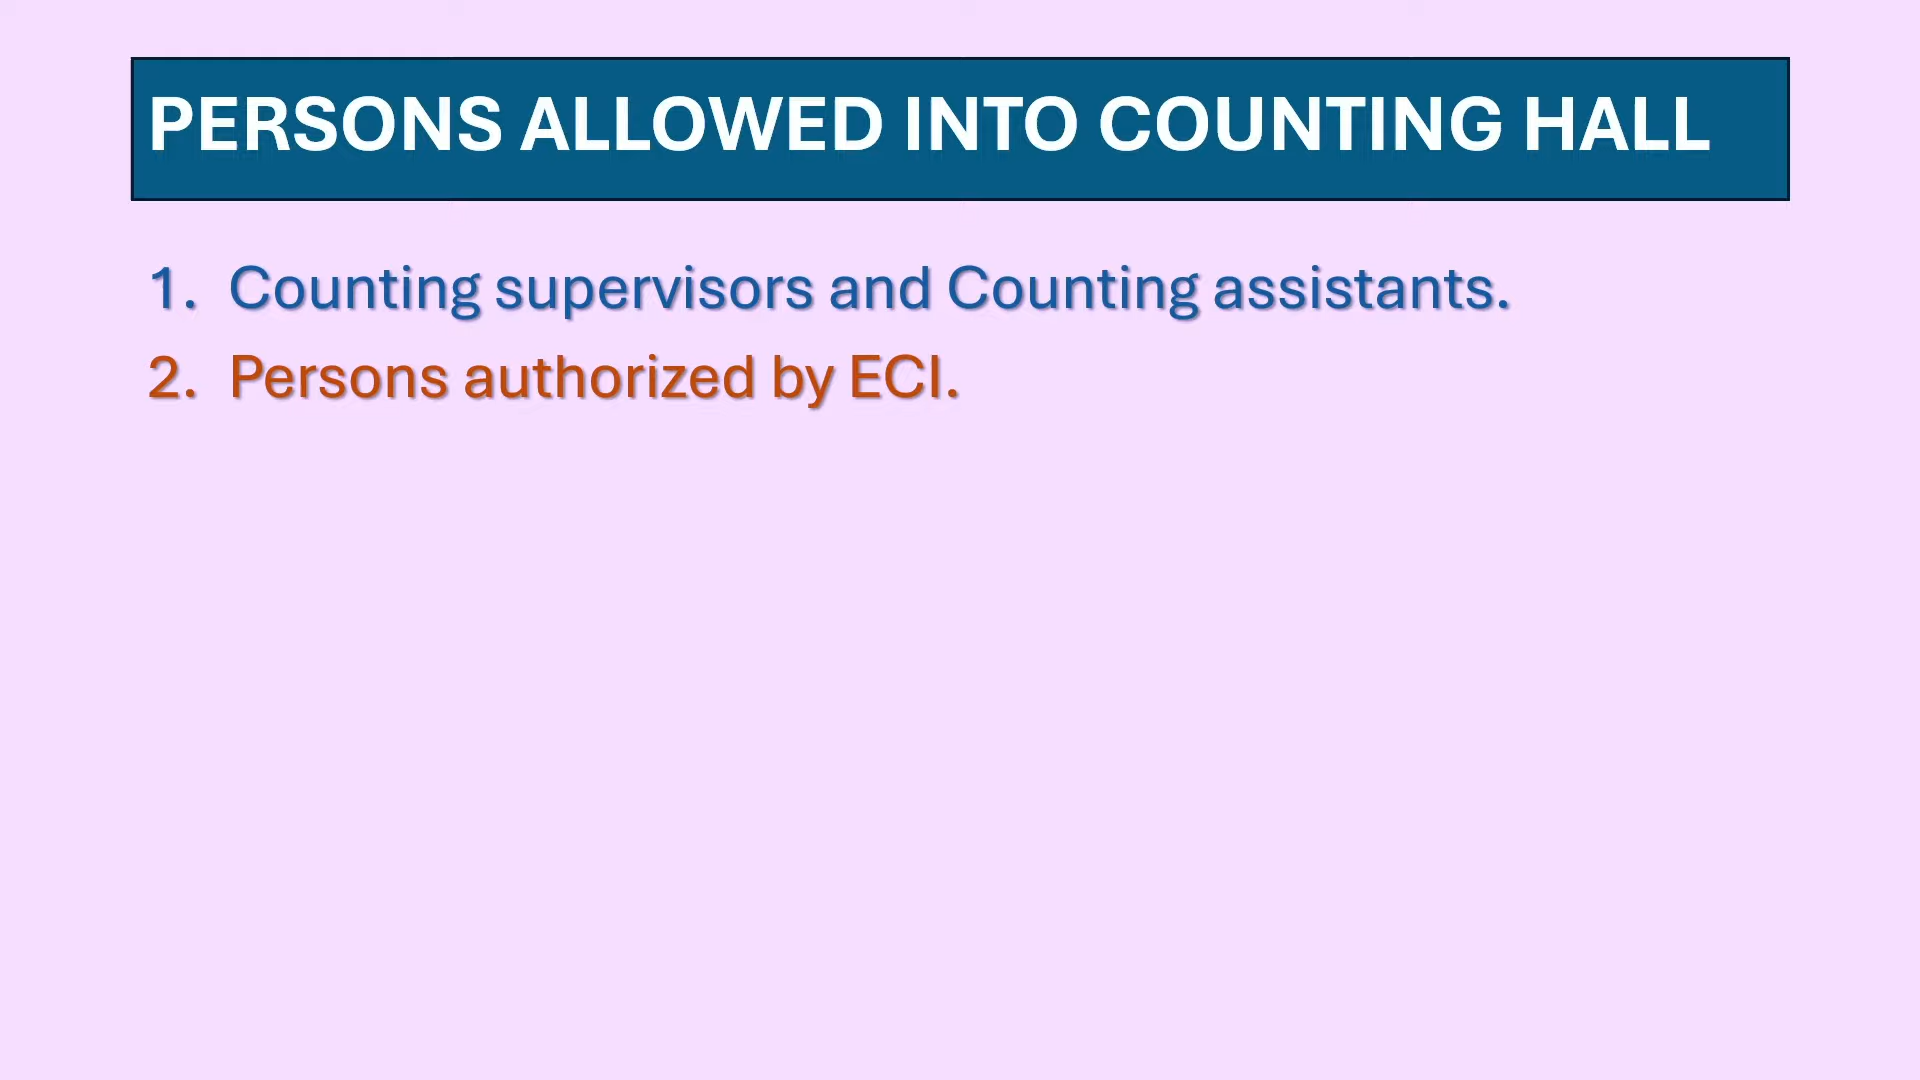 PERSONS ALLOWED INTO COUNTING HALL
1. Counting supervisors and Counting assistants.
2. Persons authorized by ECI.